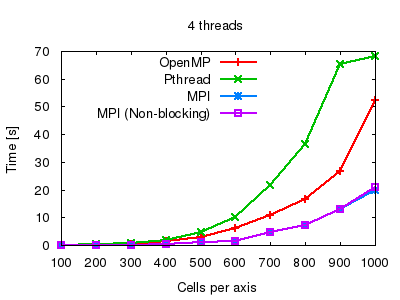 4 threads
70
60
50
40
30
20
10
0
Time [s]
OpenMP
Pthread
MPI
MPI (Non-blocking)
100 200 300 400 500 600 700 800 900 1000
Cells per axis